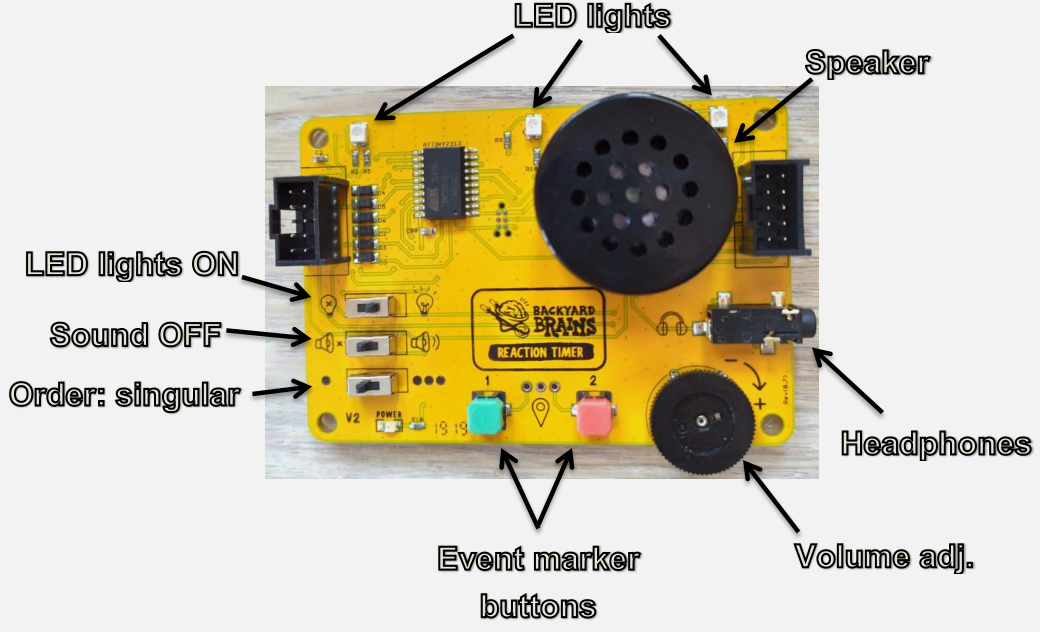 LED lights
Speaker
ATTINY2313
LED lights ON
Sound OFF
Order: singular
BACKYARD
BRAINS
REACTION TIMER
1
2
V2
POWER
1919
+
Headphones
Event marker
buttons
Volume adj.